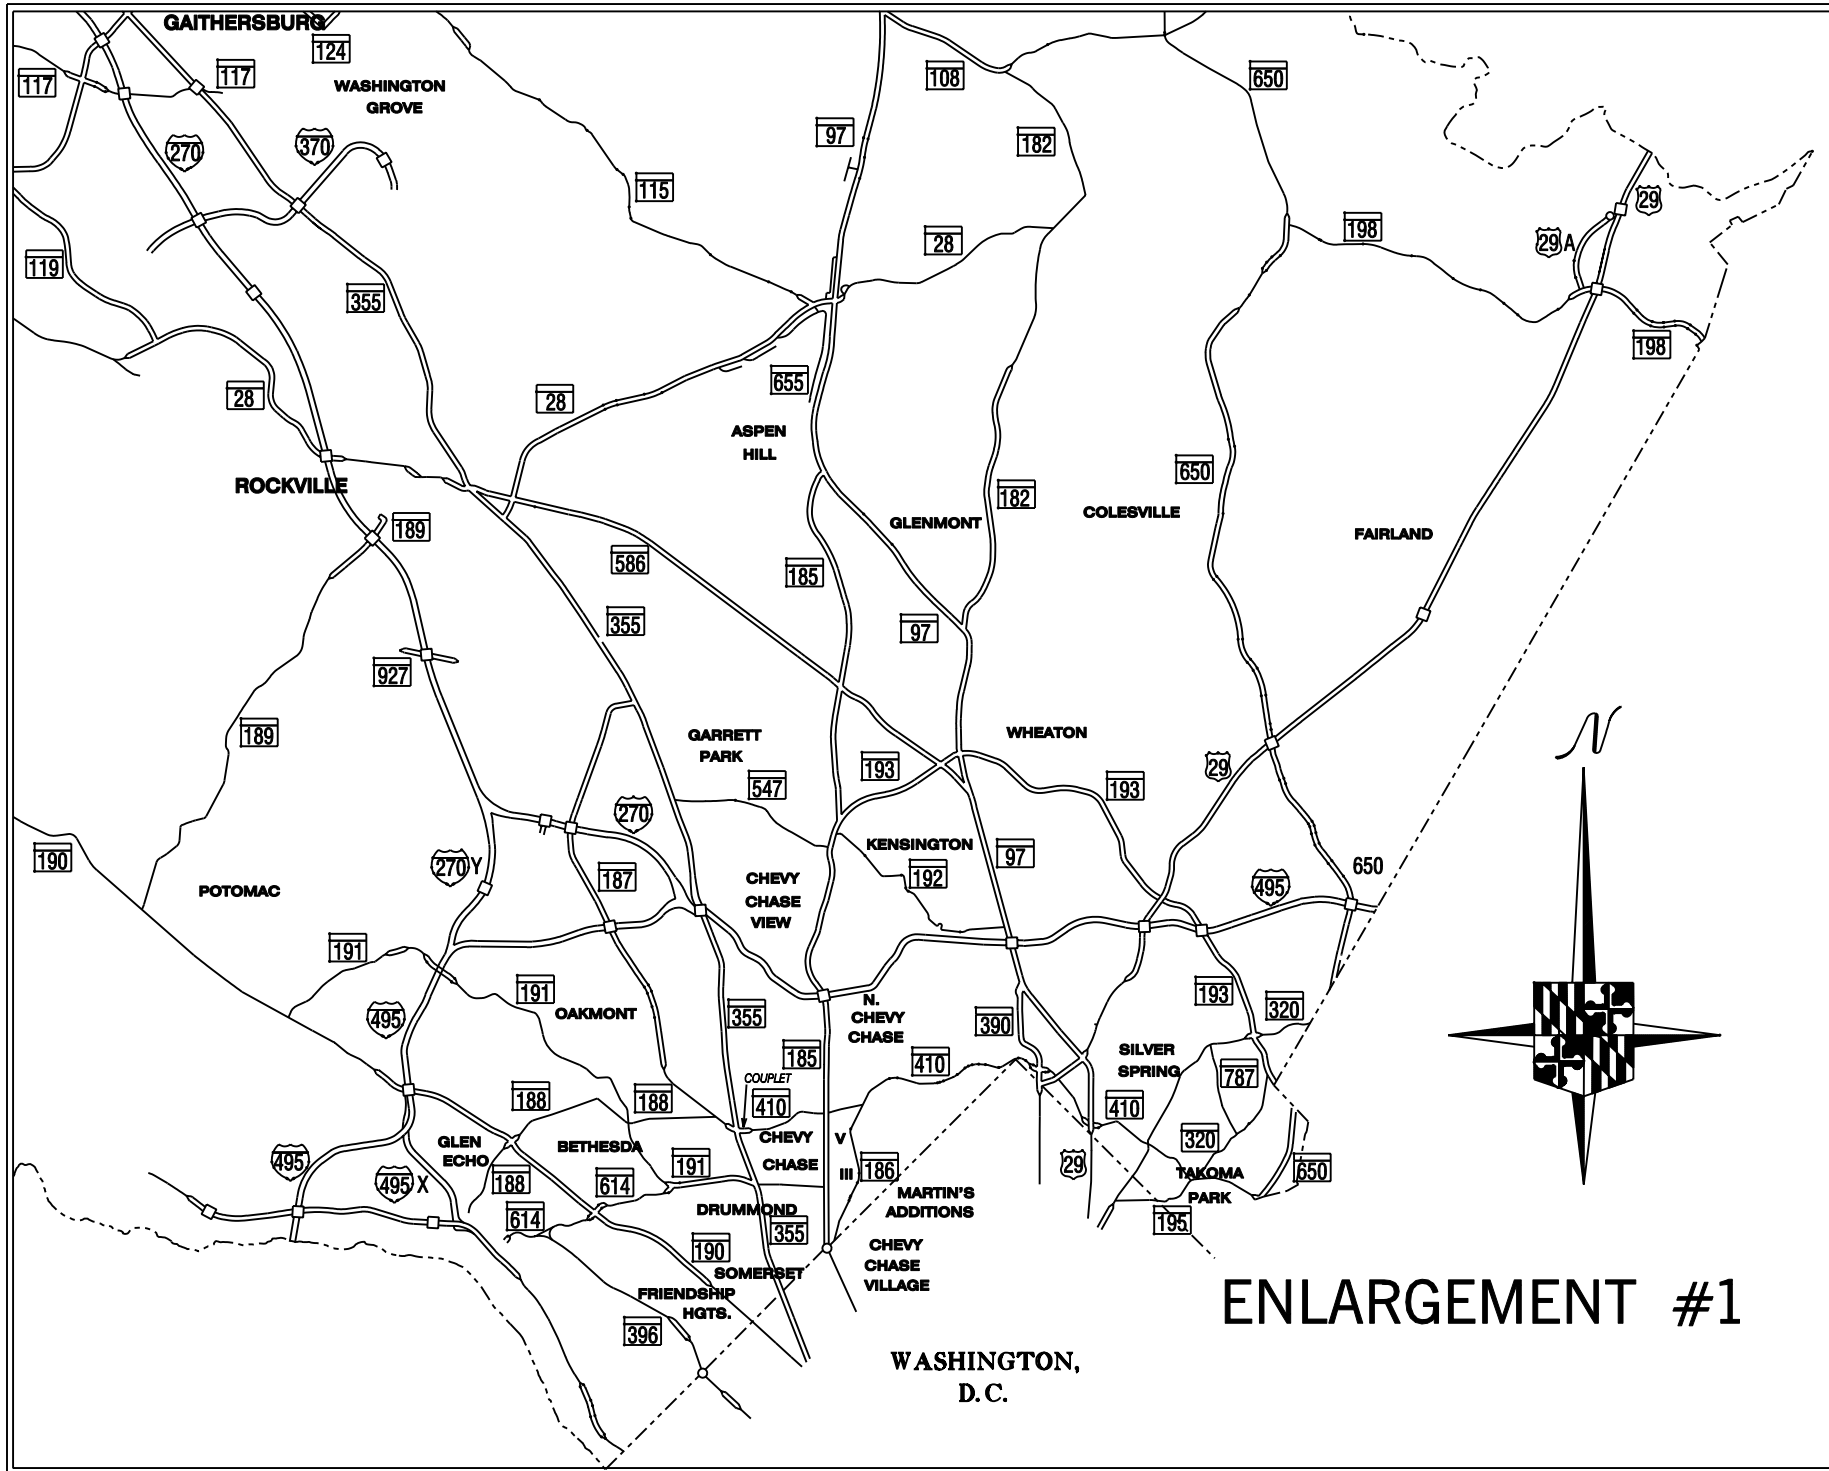 GAITHERSBURG
124
117
117
WASHINGTON
GROVE
108
650
97
182
270
370
115
29
198
28
29 A
119
355
198
655
28
28
ASPEN
HILL
650
ROCKVILLE
182
COLESVILLE
GLENMONT
189
FAIRLAND
586
185
355
97
927
189
GARRETT
PARK
WHEATON
193
29
547
193
270
KENSINGTON
97
190
270 Y
650
187
192
CHEVY
CHASE
VIEW
495
POTOMAC
191
191
193
N.
CHEVY
CHASE
320
OAKMONT
355
495
390
185
SILVER
SPRING
410
787
COUPLET
188
188
410
410
GLEN
ECHO
BETHESDA
CHEVY
CHASE
V
III
320
495
191
186
29
TAKOMA
PARK
650
188
614
495 X
MARTIN'S
ADDITIONS
DRUMMOND
614
355
195
190
CHEVY
CHASE
VILLAGE
SOMERSET
FRIENDSHIP
HGTS.
396
WASHINGTON,
D.C.
N
ENLARGEMENT #1